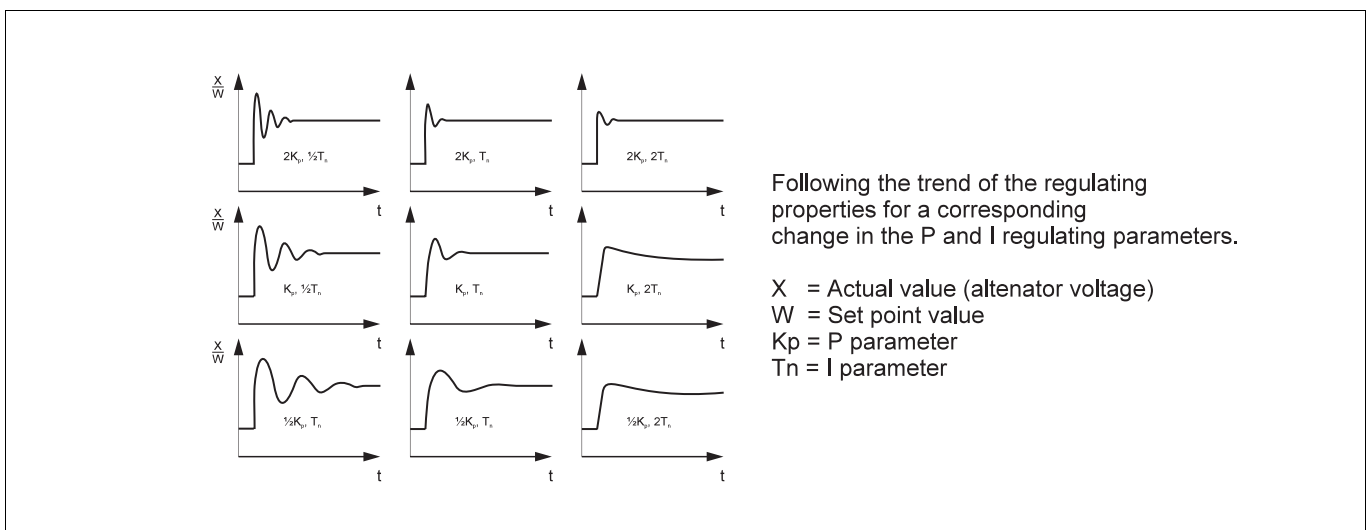 X
W
2Kp, ½Tn
t
2Kp, Tn
t
2Kp, 2Tn
t
X
W
Kp, ½Tn
t
Kp, Tn
t
Kp, 2Tn
t
X
W
½Kp, Tn
t
½Kp, Tn
t
½Kp, 2Tn
t
Following the trend of the regulating
properties for a corresponding
change in the P and I regulating parameters.
X = Actual value (altenator voltage)
W = Set point value
Kp = P parameter
Tn = I parameter